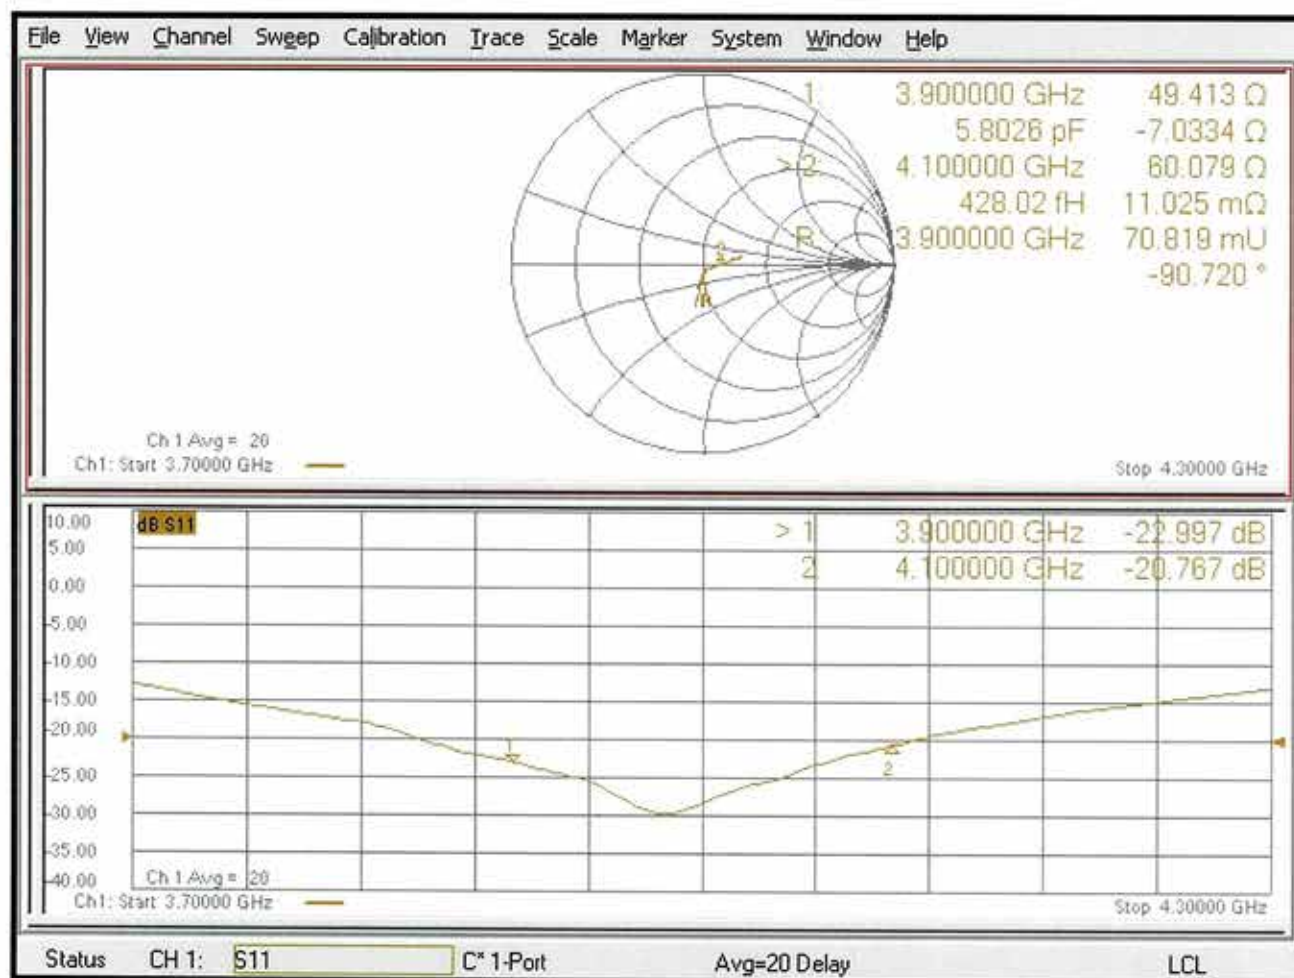 File View Channel Sweep Calibration Trace Scale Marker System Window Help
1 3.900000 GHz 49.413 Ω
5.8026 pF -7.0334 Ω
> 2 4.100000 GHz 60.079 Ω
428.02 fH 11.025 mΩ
R 3.900000 GHz 70.819 mU
-90.720 °
2
Ch 1 Avg = 20
Ch1: Start 3.70000 GHz
Stop 4.30000 GHz
10.00
dB S11
> 1 3.900000 GHz -22.997 dB
5.00
2 4.100000 GHz -20.767 dB
0.00
-5.00
-10.00
-15.00
-20.00
1
2
-25.00
-30.00
-35.00
-40.00
Ch 1 Avg = 20
Ch1: Start 3.70000 GHz
Stop 4.30000 GHz
Status CH 1: S11 C* 1-Port Avg=20 Delay LCL